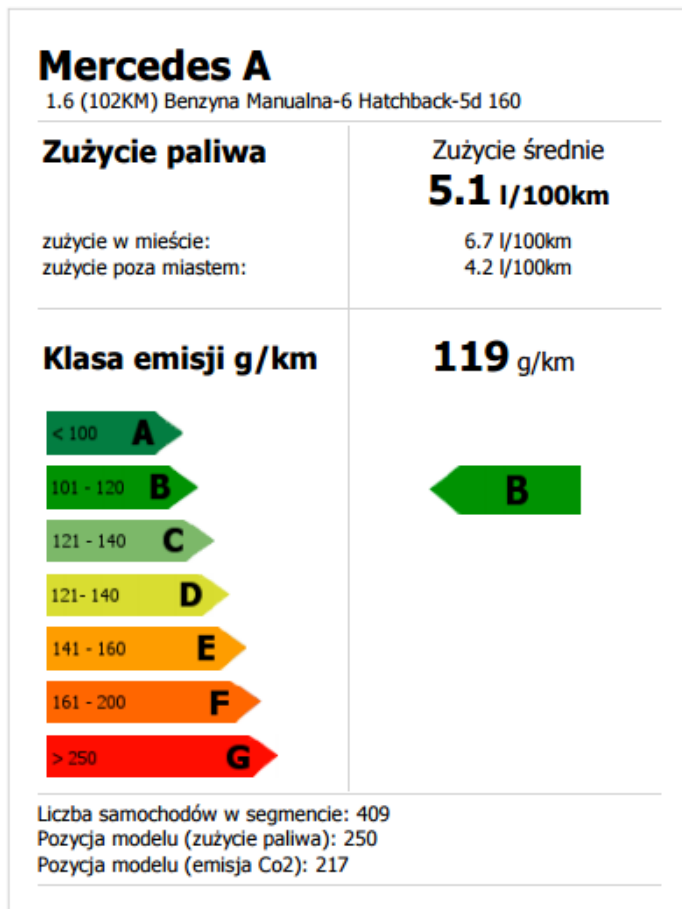 Mercedes A
1.6 (102KM) Benzyna Manualna-6 Hatchback-5d 160
Zużycie paliwa
Zużycie średnie
5.1 l/100km
zużycie w mieście: 6.7 l/100km
zużycie poza miastem: 4.2 l/100km
Klasa emisji g/km 119 g/km
< 100 A
101 - 120 B B
121 - 140 C
121- 140 D
141 - 160 E
161 - 200 F
> 250 G
Liczba samochodów w segmencie: 409
Pozycja modelu (zużycie paliwa): 250
Pozycja modelu (emisja Co2): 217